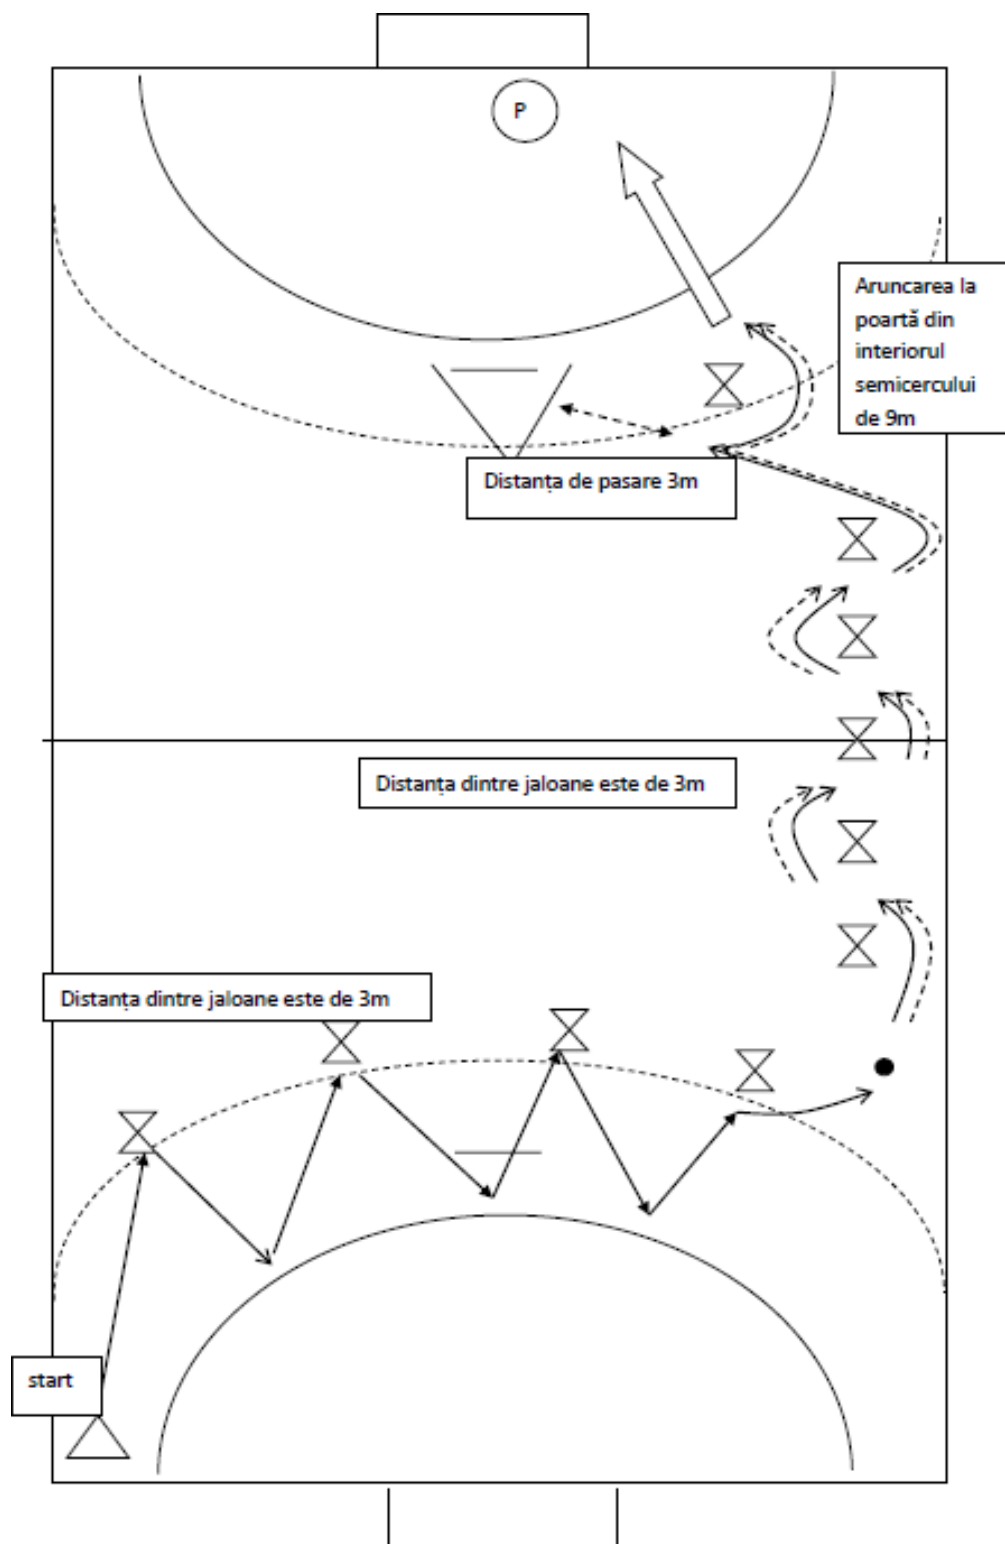 P
Aruncarea la
poartă din
interiorul
semicercului
de 9m
Distanța de pasare 3m
Distanța dintre jaloane este de 3m
Distanța dintre jaloane este de 3m
start